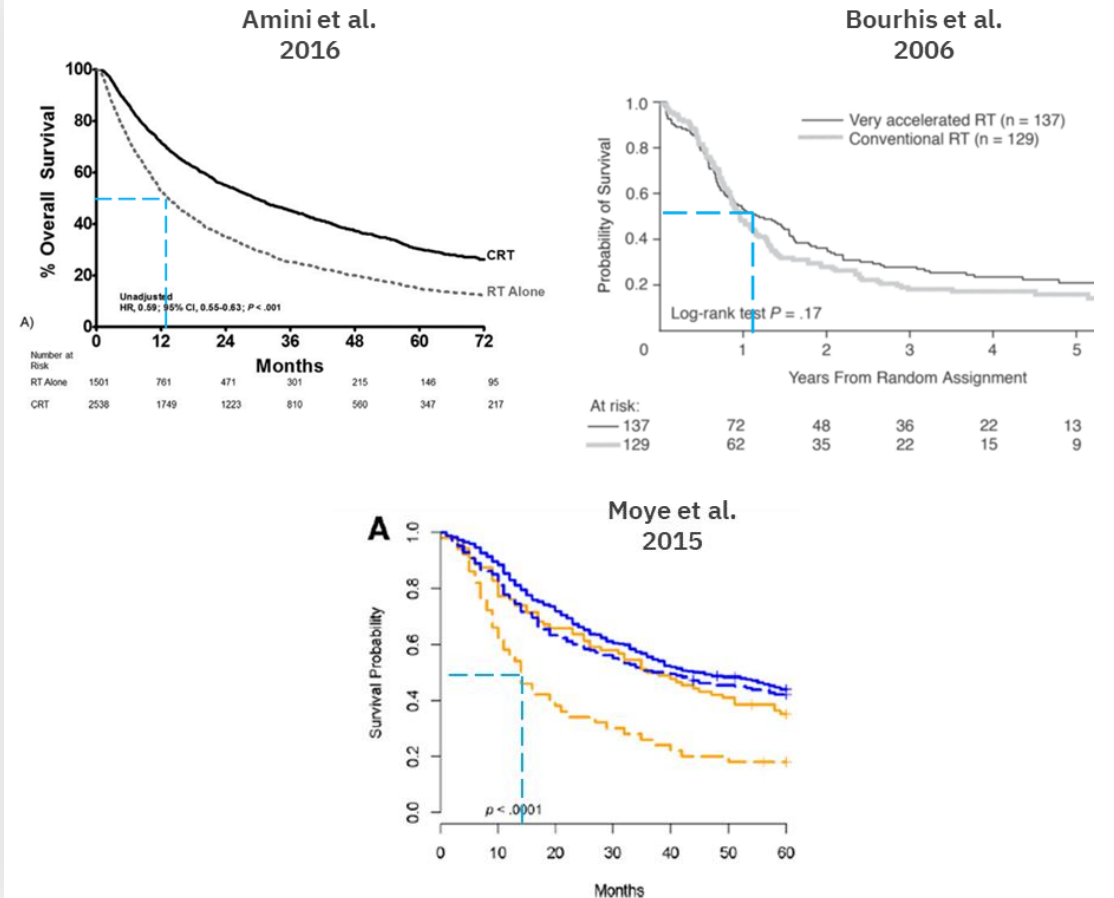 Amini et al.
2016
% Overall Survival
100
80
60
40
20
0
CRT
RT Alone
Unadjusted
HR, 0.59; 95% CI, 0.55-0.63; P < .001
A)
0 12 24 36 48 60 72
Months
Number at
Risk
RT Alone 1501 761 471 301 215 146 95
CRT 2538 1749 1223 810 560 347 217
Bourhis et al.
2006
Probability of Survival
1.0
0.8
0.6
0.4
0.2
Very accelerated RT (n = 137)
Conventional RT (n = 129)
Log-rank test P = .17
0 1 2 3 4 5
Years From Random Assignment
At risk:
137 72 48 36 22 13
129 62 35 22 15 9
Moye et al.
2015
A
Survival Probability
1.0
0.8
0.6
0.4
0.2
0.0
p < .0001
0 10 20 30 40 50 60
Months